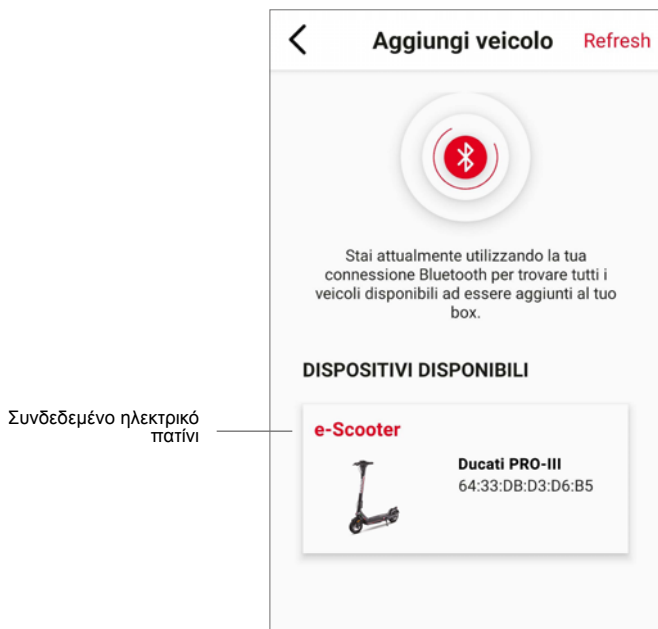 Aggiungi veicolo Refresh
Stai attualmente utilizzando la tua
connessione Bluetooth per trovare tutti i
veicoli disponibili ad essere aggiunti al tuo
box.
DISPOSITIVI DISPONIBILI
Συνδεδεμένο ηλεκτρικό
πατίνι
e-Scooter
Ducati PRO-III
64:33:DB:D3:D6:B5